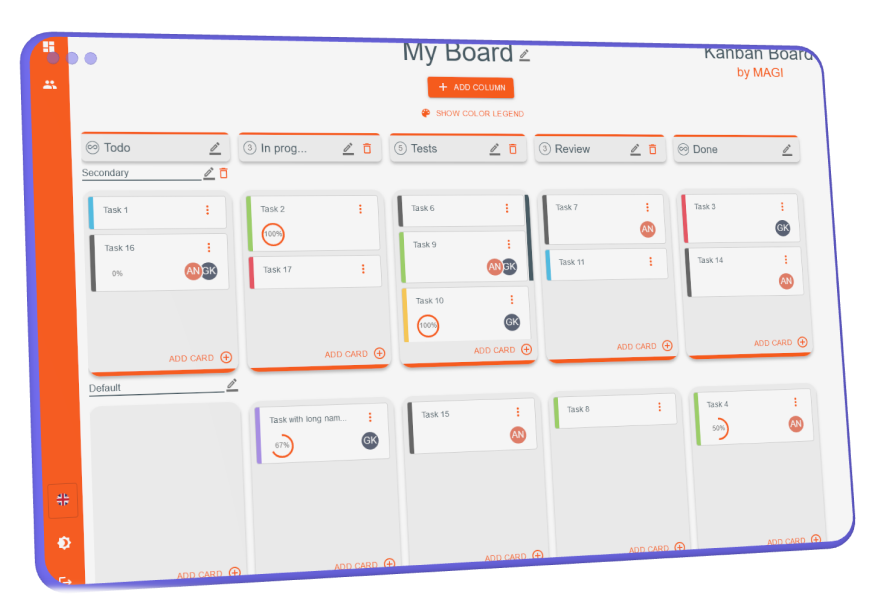 My Board
Kanban Board
by MAGI
+ ADD COLUMN
SHOW COLOR LEGEND
∞ Todo
3 In prog...
5 Tests
3 Review
∞ Done
Secondary
Task 1
Task 2
Task 6
Task 7
Task 3
100%
AN
GK
Task 16
Task 17
Task 9
Task 11
Task 14
0%
AN GK
AN GK
AN
Task 10
100%
GK
ADD CARD
ADD CARD
ADD CARD
ADD CARD
ADD CARD
Default
Task with long nam...
Task 15
Task 8
Task 4
67%
GK
AN
50%
AN
ADD CARD
ADD CARD
ADD CARD
ADD CARD
ADD CARD